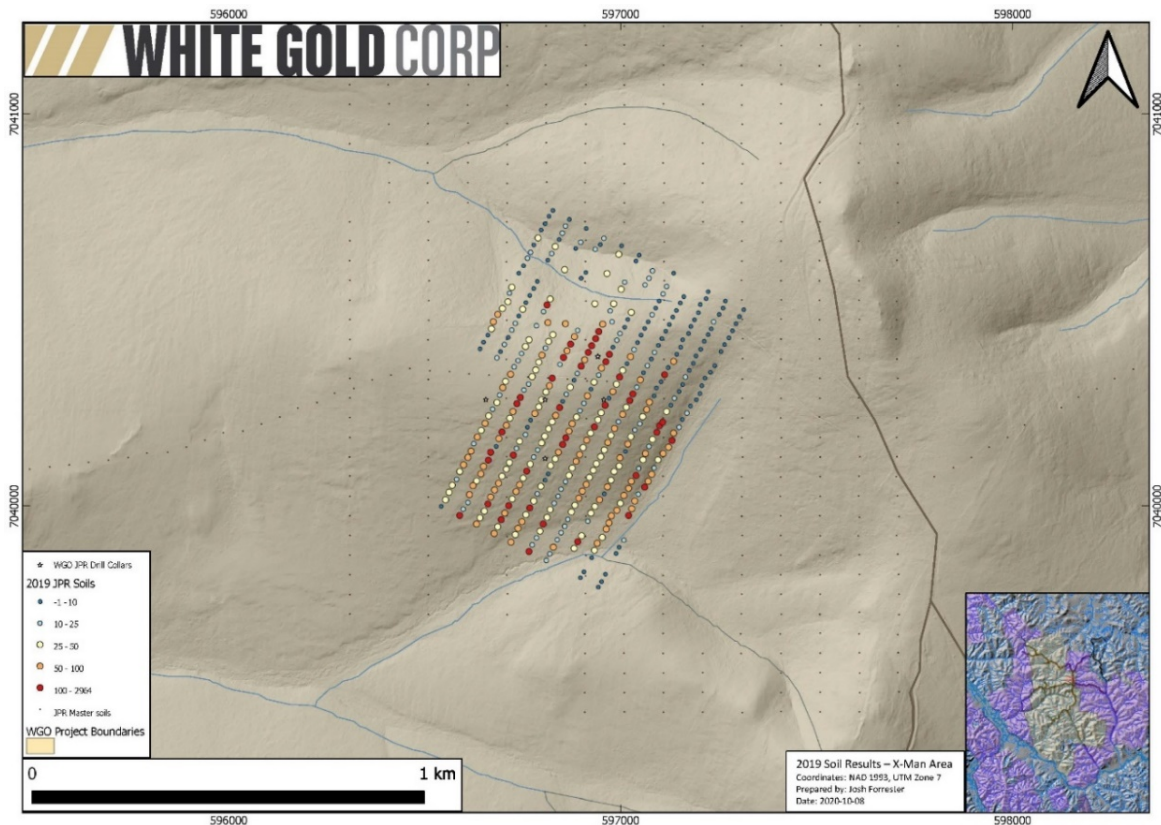 596000 597000 598000
WHITE GOLD CORP
7041000 7041000
7040000 7040000
WGO JPR Drill Collars
2019 JPR Soils
-1 - 10
10 - 25
25 - 50
50 - 100
100 - 2964
JPR Master soils
WGO Project Boundaries
0 1 km
2019 Soil Results – X-Man Area
Coordinates: NAD 1993, UTM Zone 7
Prepared by: Josh Forrester
Date: 2020-10-08
596000 597000 598000